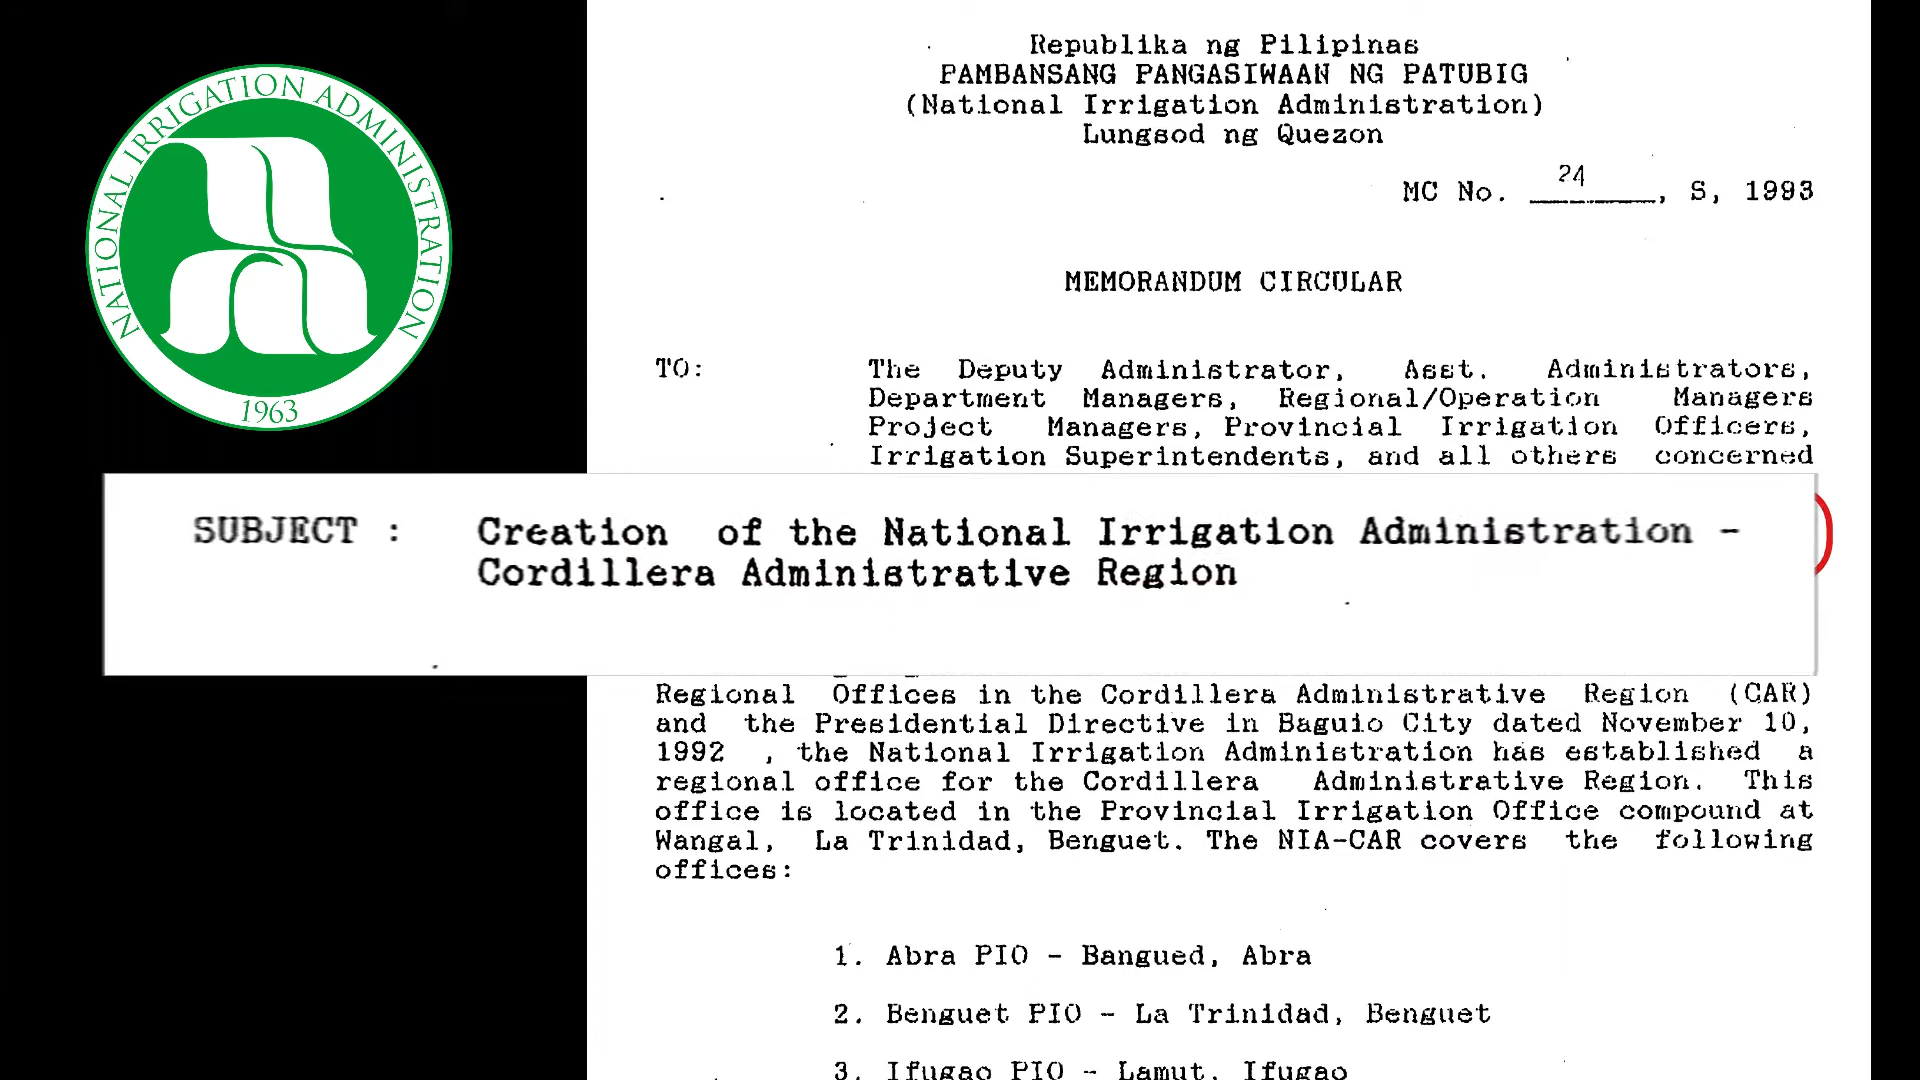 NATIONAL IRRIGATION ADMINISTRATION
1963
Republika ng Pilipinas
PAMBANSANG PANGASIWAAN NG PATUBIG
(National Irrigation Administration)
Lungsod ng Quezon
MC No. 24, S, 1993
MEMORANDUM CIRCULAR
TO: The Deputy Administrator, Asst. Administrators,
Department Managers, Regional/Operation Managers
Project Managers, Provincial Irrigation Officers,
Irrigation Superintendents, and all others concerned
SUBJECT : Creation of the National Irrigation Administration -
Cordillera Administrative Region
Regional Offices in the Cordillera Administrative Region (CAR)
and the Presidential Directive in Baguio City dated November 10,
1992 , the National Irrigation Administration has established a
regional office for the Cordillera Administrative Region. This
office is located in the Provincial Irrigation Office compound at
Wangal, La Trinidad, Benguet. The NIA-CAR covers the following
offices:
1. Abra PIO - Bangued, Abra
2. Benguet PIO - La Trinidad, Benguet
3. Ifugao PIO - Lamut, Ifugao